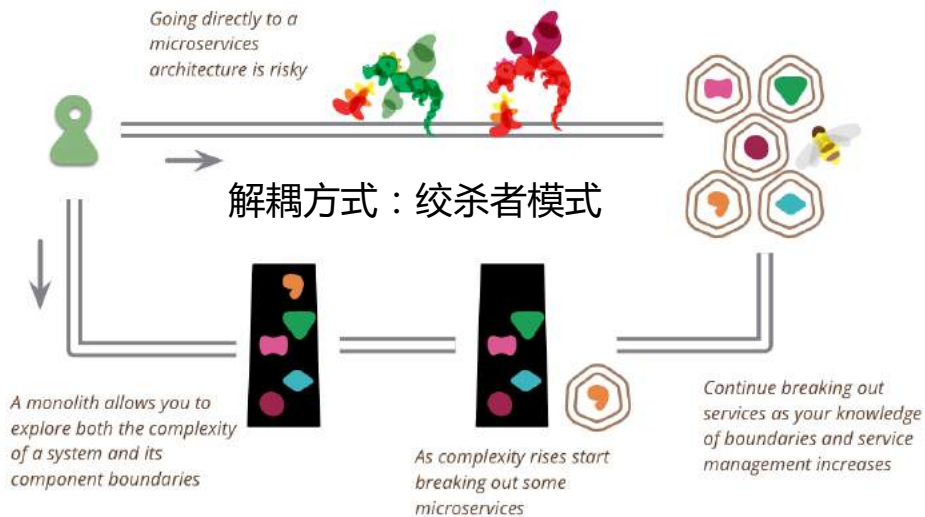 Going directly to a
microservices
architecture is risky
解耦方式：绞杀者模式
A monolith allows you to
explore both the complexity
of a system and its
component boundaries
As complexity rises start
breaking out some
microservices
Continue breaking out
services as your knowledge
of boundaries and service
management increases